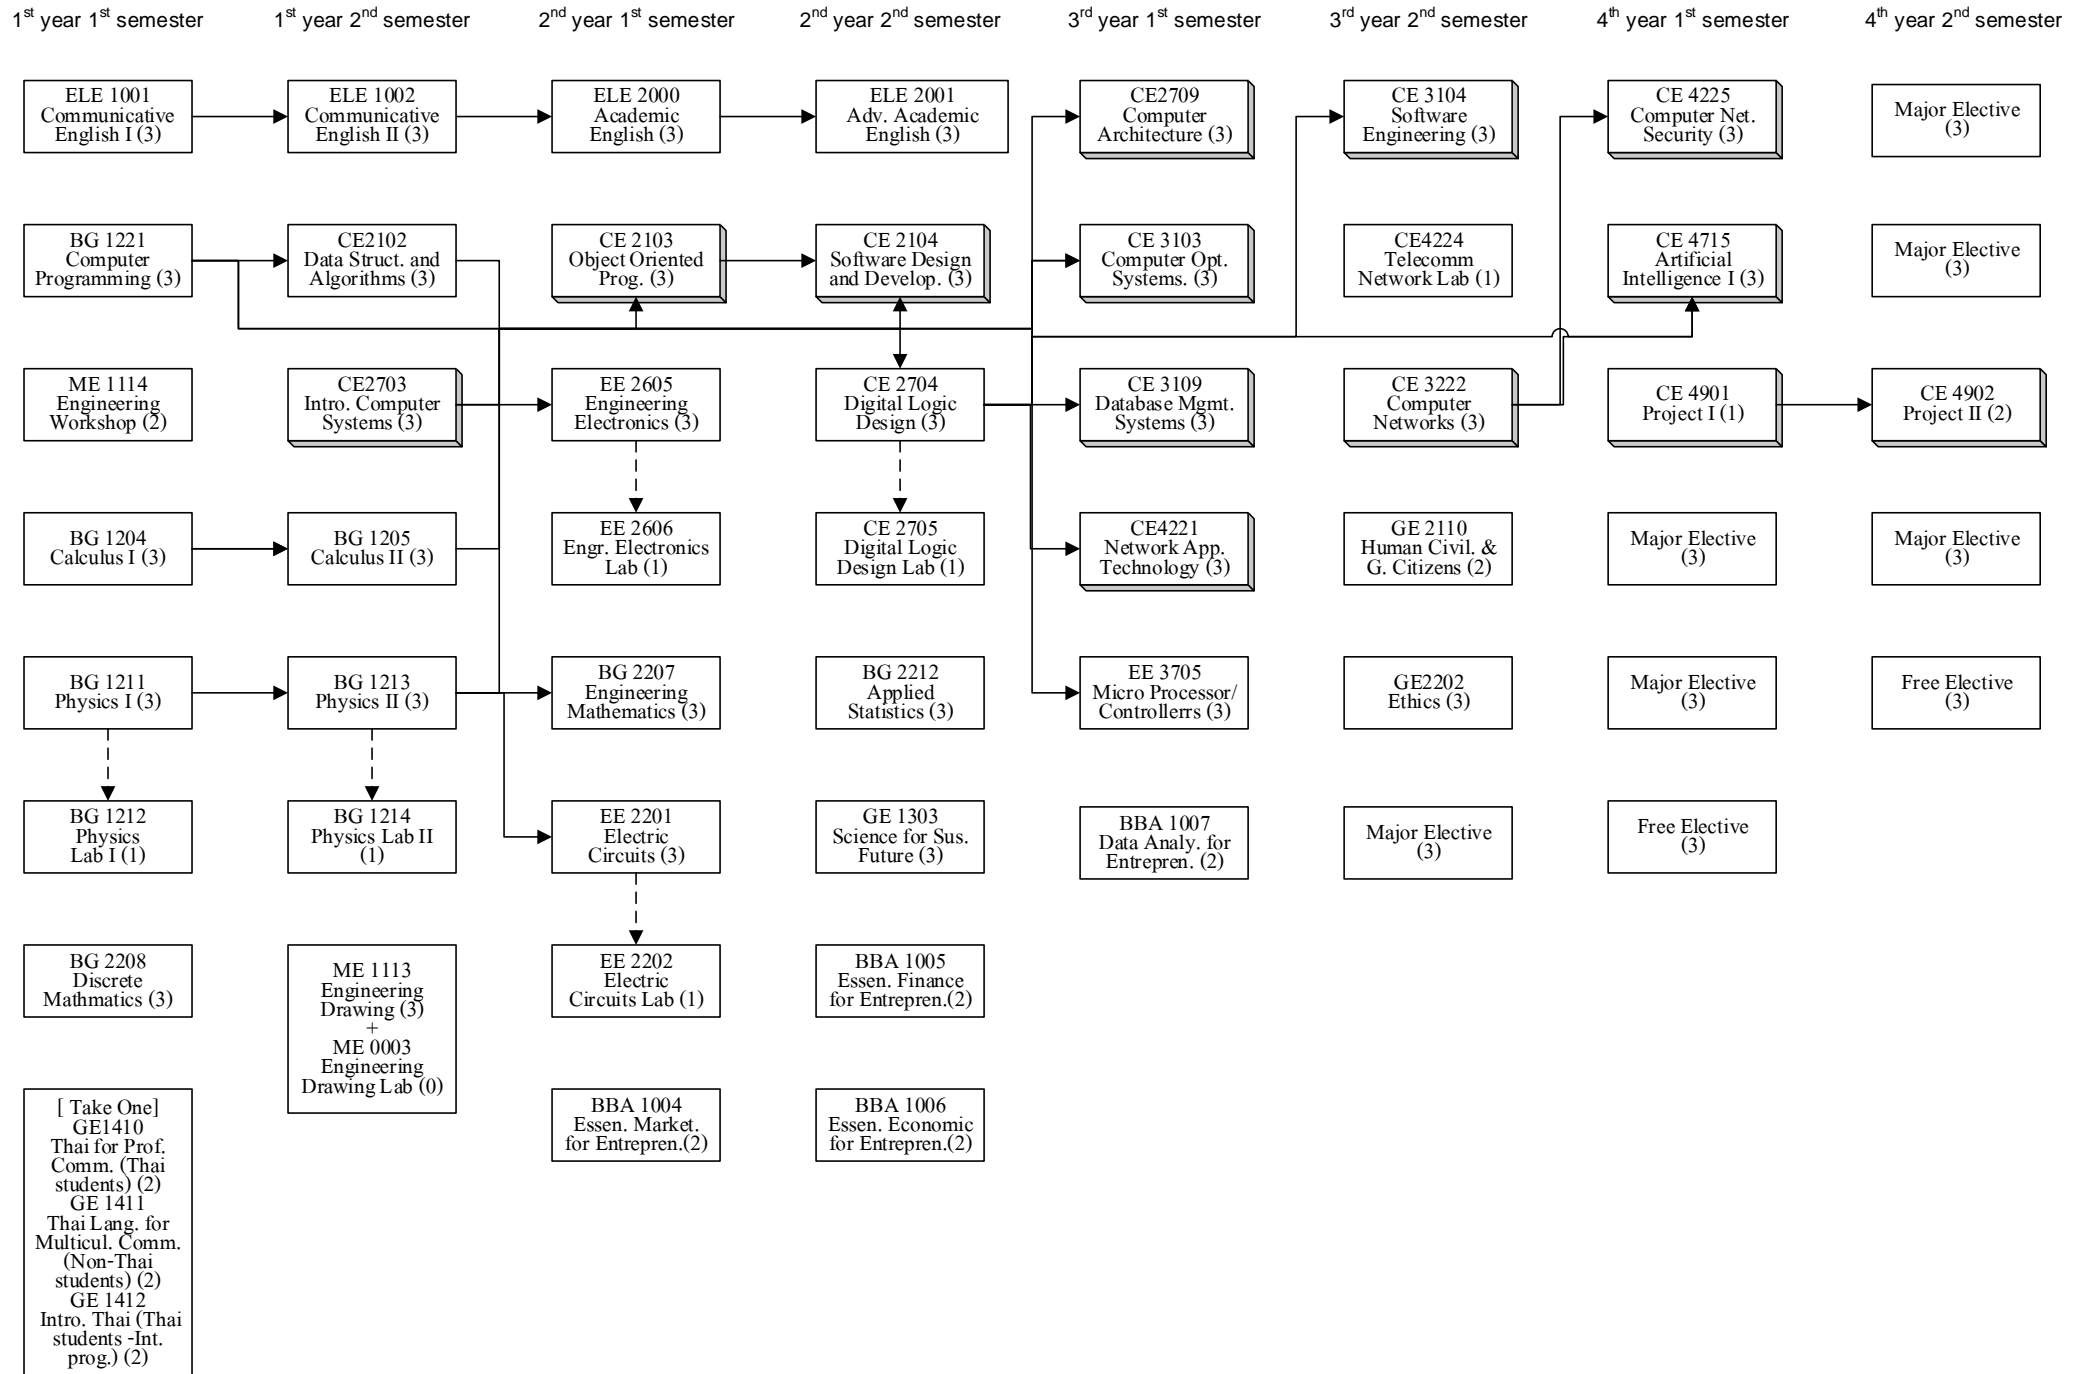 1st year 1st semester
1st year 2nd semester
2nd year 1st semester
2nd year 2nd semester
3rd year 1st semester
3rd year 2nd semester
4th year 1st semester
4th year 2nd semester
ELE 1001
Communicative
English I (3)
ELE 1002
Communicative
English II (3)
ELE 2000
Academic
English (3)
ELE 2001
Adv. Academic
English (3)
CE2709
Computer
Architecture (3)
CE 3104
Software
Engineering (3)
CE 4225
Computer Net.
Security (3)
Major Elective
(3)
BG 1221
Computer
Programming (3)
CE2102
Data Struct. and
Algorithms (3)
CE 2103
Object Oriented
Prog. (3)
CE 2104
Software Design
and Develop. (3)
CE 3103
Computer Opt.
Systems. (3)
CE4224
Telecomm
Network Lab (1)
CE 4715
Artificial
Intelligence I (3)
Major Elective
(3)
ME 1114
Engineering
Workshop (2)
CE2703
Intro. Computer
Systems (3)
EE 2605
Engineering
Electronics (3)
CE 2704
Digital Logic
Design (3)
CE 3109
Database Mgmt.
Systems (3)
CE 3222
Computer
Networks (3)
CE 4901
Project I (1)
CE 4902
Project II (2)
BG 1204
Calculus I (3)
BG 1205
Calculus II (3)
EE 2606
Engr. Electronics
Lab (1)
CE 2705
Digital Logic
Design Lab (1)
CE4221
Network App.
Technology (3)
GE 2110
Human Civil. &
G. Citizens (2)
Major Elective
(3)
Major Elective
(3)
BG 1211
Physics I (3)
BG 1213
Physics II (3)
BG 2207
Engineering
Mathematics (3)
BG 2212
Applied
Statistics (3)
EE 3705
Micro Processor/
Controllerrs (3)
GE2202
Ethics (3)
Major Elective
(3)
Free Elective
(3)
BG 1212
Physics
Lab I (1)
BG 1214
Physics Lab II
(1)
EE 2201
Electric
Circuits (3)
GE 1303
Science for Sus.
Future (3)
BBA 1007
Data Analy. for
Entrepren. (2)
Major Elective
(3)
Free Elective
(3)
BG 2208
Discrete
Mathmatics (3)
ME 1113
Engineering
Drawing (3)
+
ME 0003
Engineering
Drawing Lab (0)
EE 2202
Electric
Circuits Lab (1)
BBA 1005
Essen. Finance
for Entrepren.(2)
[ Take One]
GE1410
Thai for Prof.
Comm. (Thai
students) (2)
GE 1411
Thai Lang. for
Multicul. Comm.
(Non-Thai
students) (2)
GE 1412
Intro. Thai (Thai
students -Int.
prog.) (2)
BBA 1004
Essen. Market.
for Entrepren.(2)
BBA 1006
Essen. Economic
for Entrepren.(2)